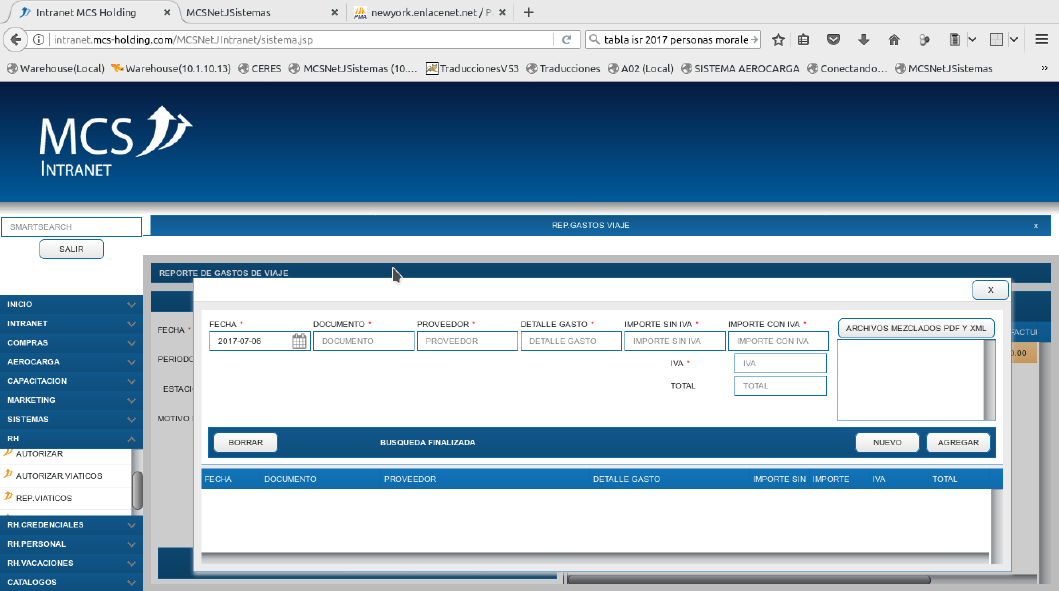 Intranet MCS Holding × MCSNetJSistemas × newyork.enlacenet.net / P × +
intranet.mcs-holding.com/MCSNetJIntranet/sistema.jsp tabla isr 2017 personas morale
Warehouse(Local) Warehouse(10.1.10.13) CERES MCSNetJSistemas (10.... TraduccionesV53 Traducciones A02 (Local) SISTEMA AEROCARGA Conectando... MCSNetJSistemas »
MCS
INTRANET
SMARTSEARCH
REP.GASTOS VIAJE x
SALIR
REPORTE DE GASTOS DE VIAJE
X
INICIO
INTRANET
COMPRAS
AEROCARGA
CAPACITACION
MARKETING
SISTEMAS
RH
AUTORIZAR
AUTORIZAR.VIATICOS
REP.VIATICOS
RH.CREDENCIALES
RH.PERSONAL
RH.VACACIONES
CATALOGOS
FECHA *
MOTIVO
FECHA * DOCUMENTO * PROVEEDOR * DETALLE GASTO * IMPORTE SIN IVA * IMPORTE CON IVA * ARCHIVOS MEZCLADOS PDF Y XML
2017-07-06 DOCUMENTO PROVEEDOR DETALLE GASTO IMPORTE SIN IVA IMPORTE CON IVA
IVA * IVA
TOTAL TOTAL
BORRAR BUSQUEDA FINALIZADA NUEVO AGREGAR
FECHA DOCUMENTO PROVEEDOR DETALLE GASTO IMPORTE SIN IMPORTE IVA TOTAL